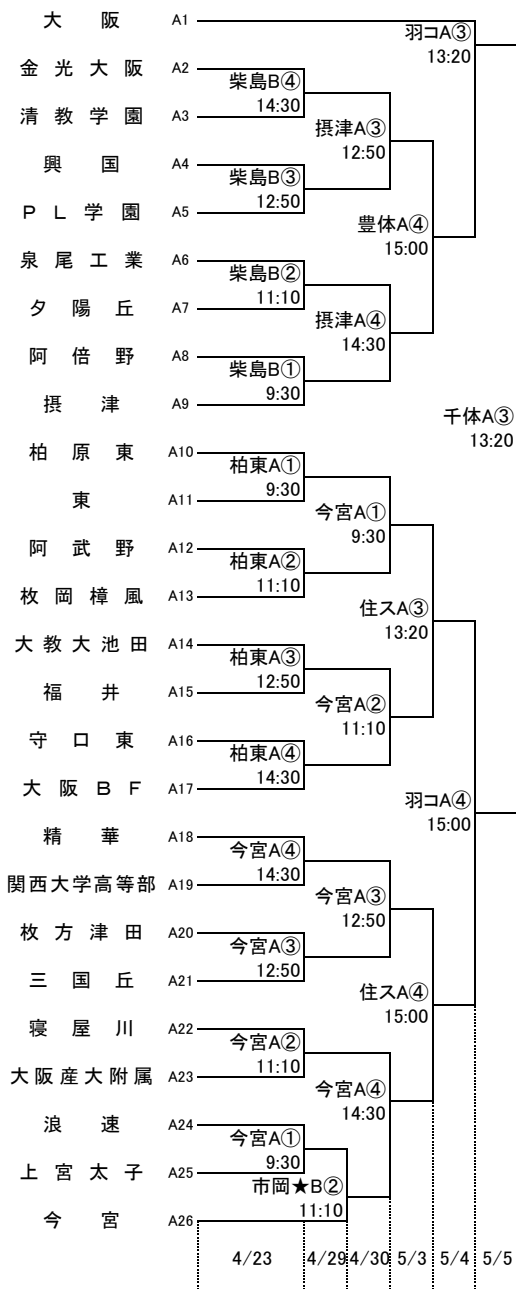 大阪 A1
羽コA③
13:20
金光大阪 A2
柴島B④
14:30
清教学園 A3
摂津A③
12:50
興国 A4
柴島B③
12:50
PL学園 A5
豊体A④
15:00
泉尾工業 A6
柴島B②
11:10
夕陽丘 A7
摂津A④
14:30
阿倍野 A8
柴島B①
9:30
摂津 A9
千体A③
13:20
柏原東 A10
柏東A①
9:30
東 A11
今宮A①
9:30
阿武野 A12
柏東A②
11:10
枚岡樟風 A13
住スA③
13:20
大教大池田 A14
柏東A③
12:50
福井 A15
今宮A②
11:10
守口東 A16
柏東A④
14:30
大阪BF A17
羽コA④
15:00
精華 A18
今宮A④
14:30
関西大学高等部 A19
今宮A③
12:50
枚方津田 A20
今宮A③
12:50
三国丘 A21
住スA④
15:00
寝屋川 A22
今宮A②
11:10
大阪産大附属 A23
今宮A④
14:30
浪速 A24
今宮A①
9:30
上宮太子 A25
市岡★B②
11:10
今宮 A26
4/23 4/29 4/30 5/3 5/4 5/5